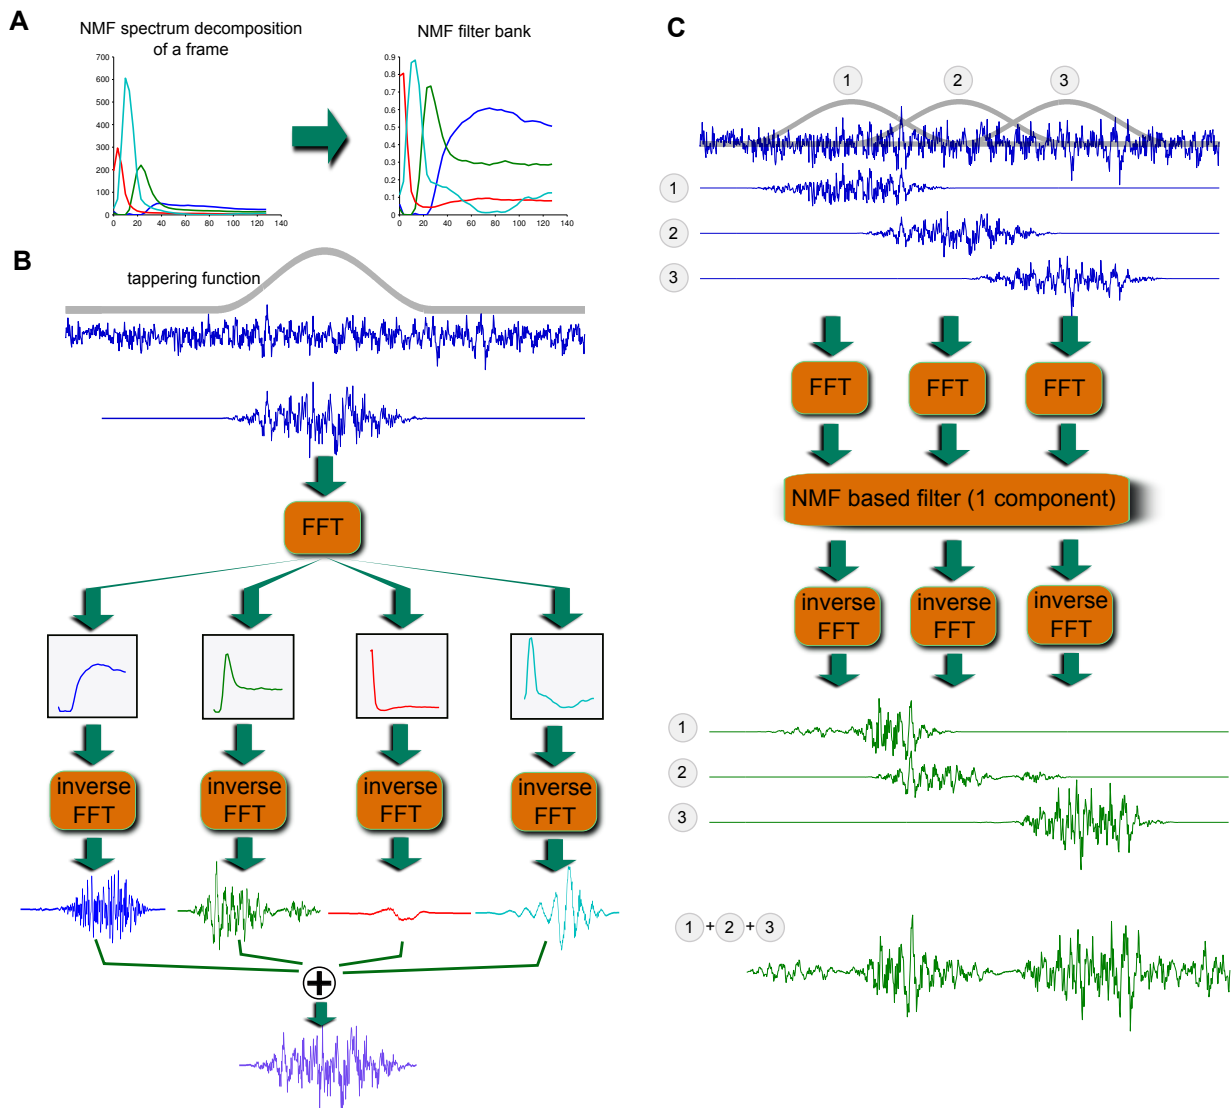 A
NMF spectrum decomposition
of a frame
NMF filter bank
700
600
500
400
300
200
100
0
0 20 40 60 80 100 120 140
0.9
0.8
0.7
0.6
0.5
0.4
0.3
0.2
0.1
0
0 20 40 60 80 100 120 140
B
tappering function
FFT
inverse
FFT
inverse
FFT
inverse
FFT
inverse
FFT
C
1 2 3
1
2
3
FFT FFT FFT
NMF based filter (1 component)
inverse
FFT
inverse
FFT
inverse
FFT
1
2
3
1 + 2 + 3